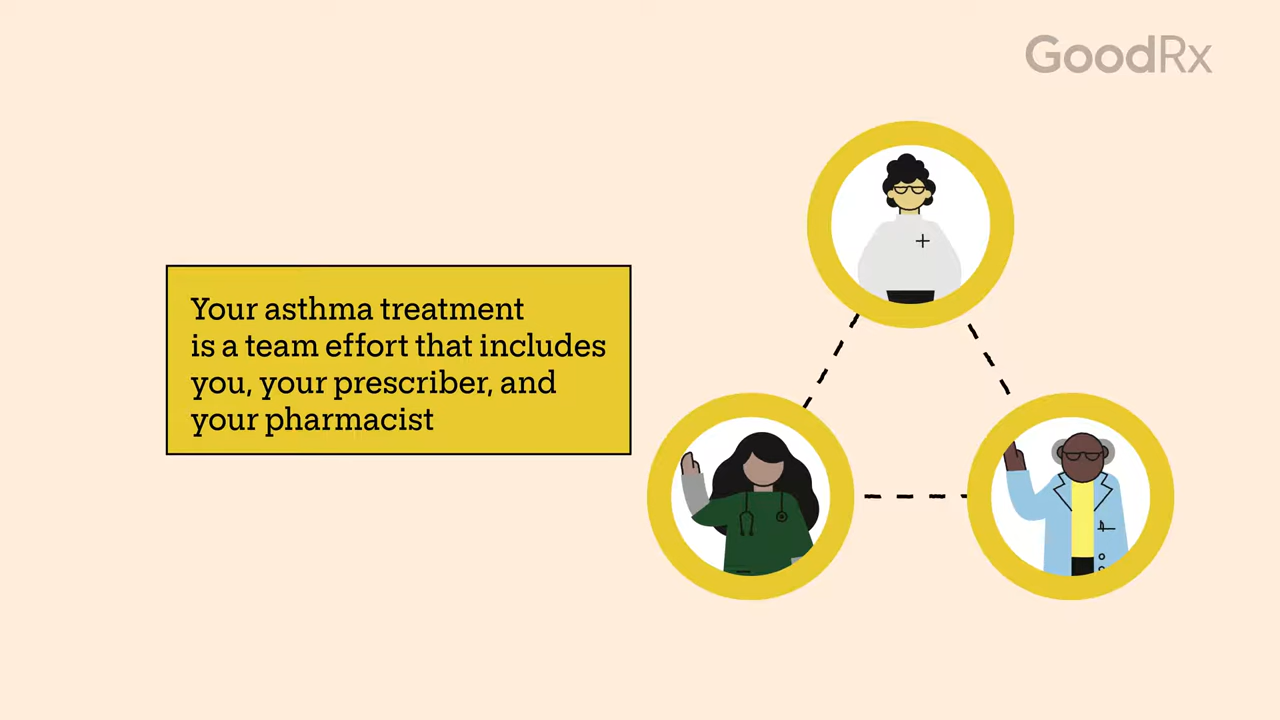 GoodRx
Your asthma treatment
is a team effort that includes
you, your prescriber, and
your pharmacist